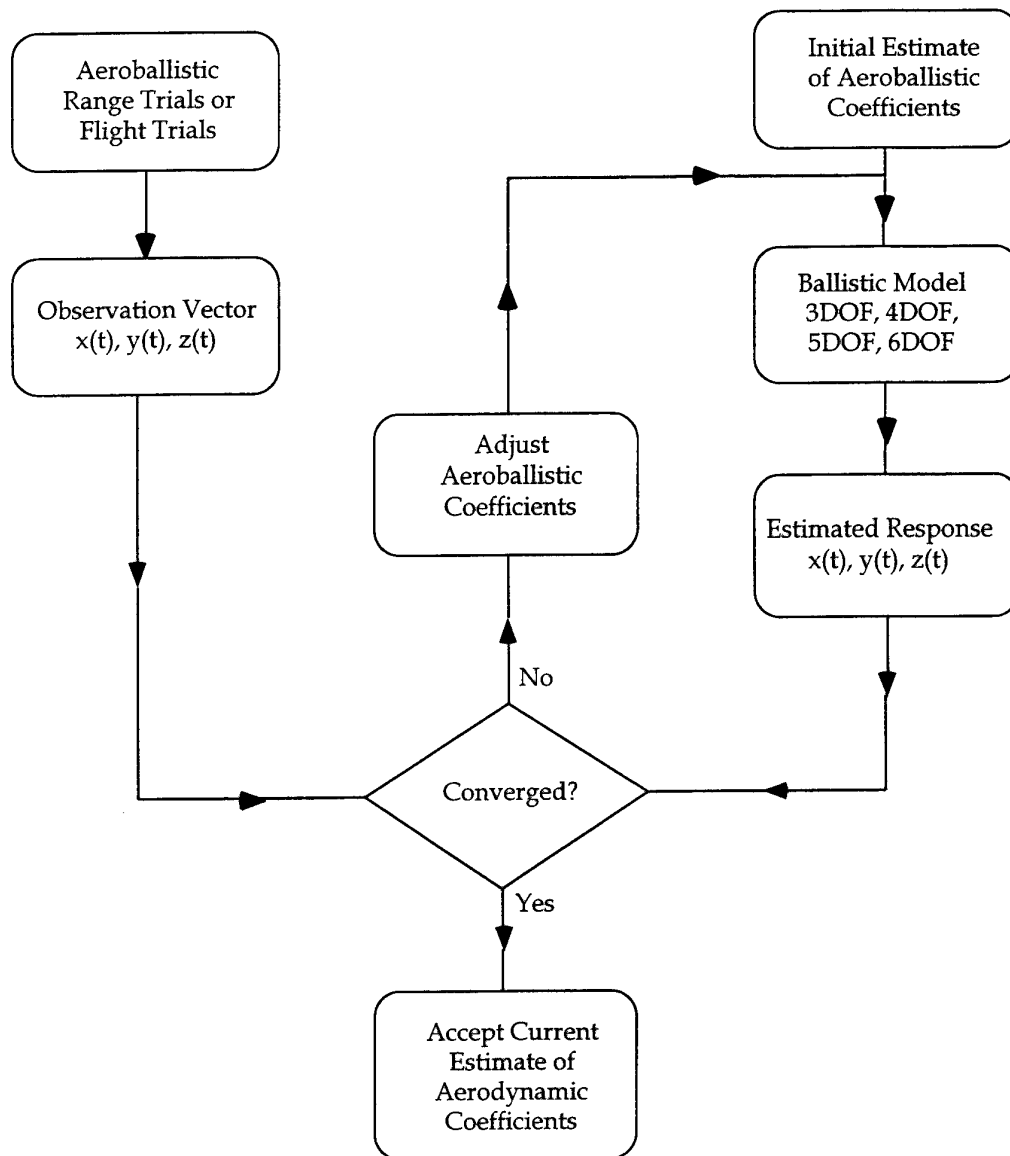 Aeroballistic
Range Trials or
Flight Trials
Initial Estimate
of Aeroballistic
Coefficients
Observation Vector
x(t), y(t), z(t)
Ballistic Model
3DOF, 4DOF,
5DOF, 6DOF
Adjust
Aeroballistic
Coefficients
Estimated Response
x(t), y(t), z(t)
No
Converged?
Yes
Accept Current
Estimate of
Aerodynamic
Coefficients